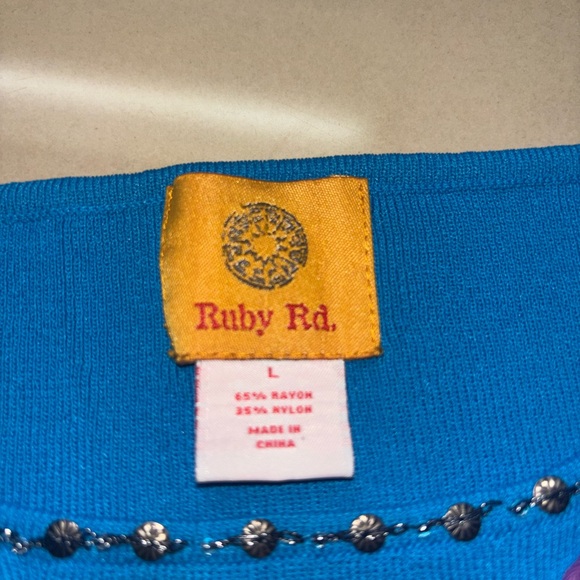 Ruby Rd.
L
65% RAYON
35% NYLON
MADE IN
CHINA